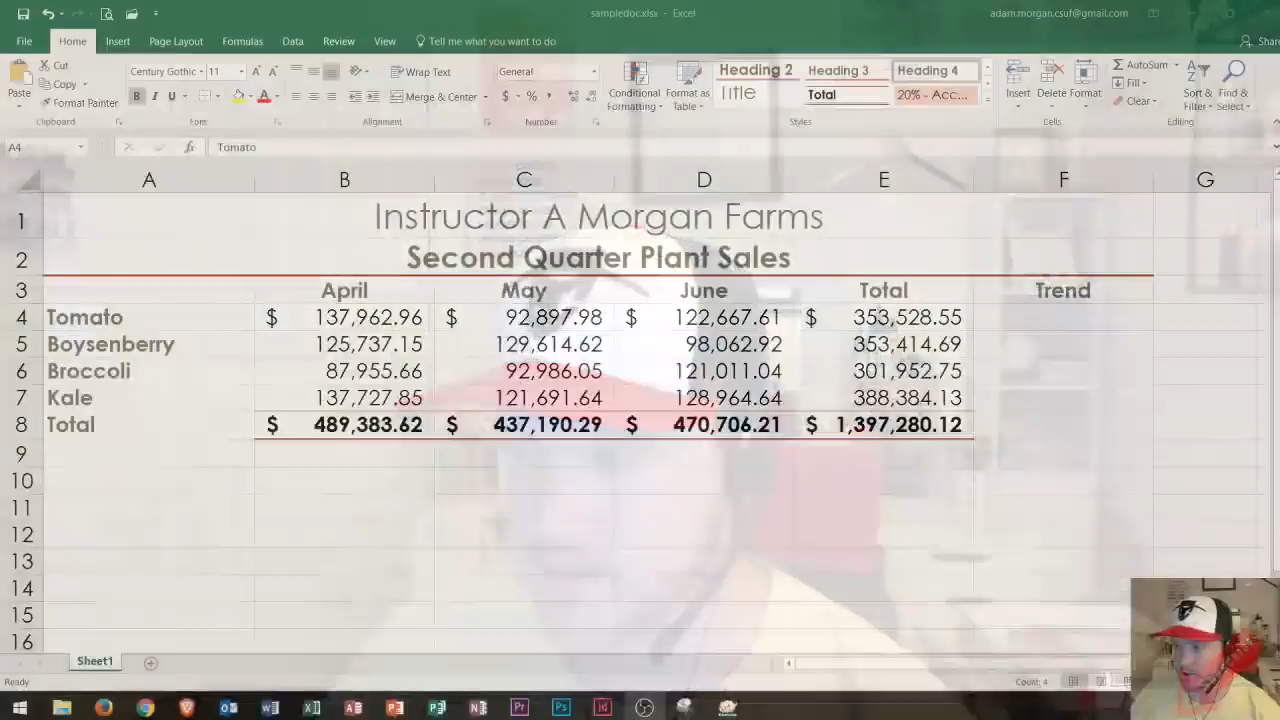 sampledoc.xlsx - Excel
adam.morgan.csuf@gmail.com
File Home Insert Page Layout Formulas Data Review View Tell me what you want to do Share
Paste
Cut
Copy
Format Painter
Clipboard
Century Gothic 11
B I U
Font
Wrap Text
Merge & Center
Alignment
General
$ % ,
Number
Conditional Formatting
Format as Table
Heading 2 Heading 3 Heading 4
Title Total 20% - Acc...
Styles
Insert Delete Format
Cells
AutoSum
Fill
Clear
Sort & Filter
Find & Select
Editing
A4 fx Tomato
A B C D E F G
1 Instructor A Morgan Farms
2 Second Quarter Plant Sales
3 April May June Total Trend
4 Tomato $ 137,962.96 $ 92,897.98 $ 122,667.61 $ 353,528.55
5 Boysenberry 125,737.15 129,614.62 98,062.92 353,414.69
6 Broccoli 87,955.66 92,986.05 121,011.04 301,952.75
7 Kale 137,727.85 121,691.64 128,964.64 388,384.13
8 Total $ 489,383.62 $ 437,190.29 $ 470,706.21 $ 1,397,280.12
9
10
11
12
13
14
15
16
Sheet1
Ready Count: 4